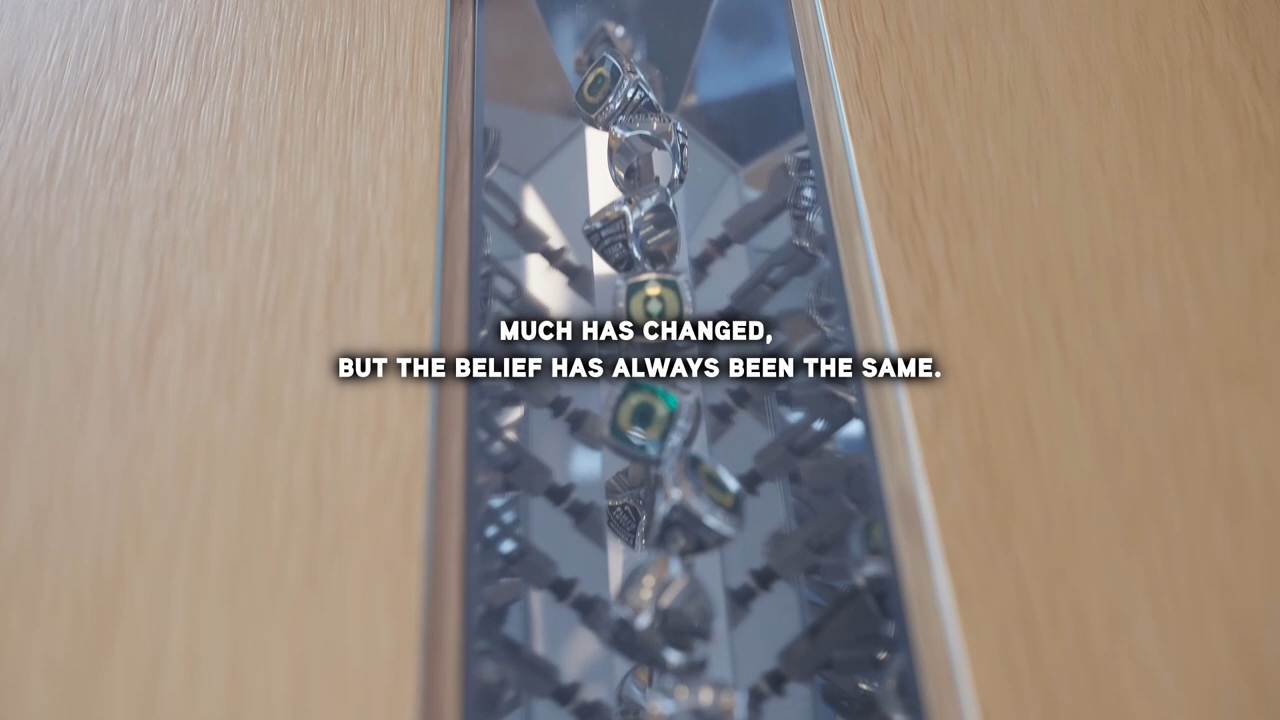 MUCH HAS CHANGED,
BUT THE BELIEF HAS ALWAYS BEEN THE SAME.